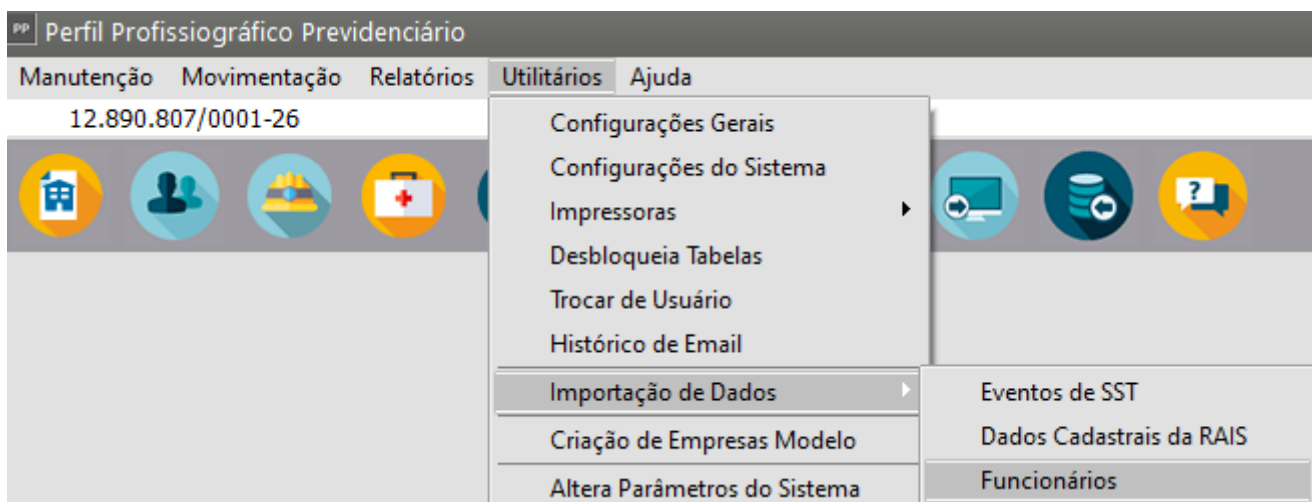 PP Perfil Profissiográfico Previdenciário
Manutenção Movimentação Relatórios Utilitários Ajuda
12.890.807/0001-26
Configurações Gerais
Configurações do Sistema
Impressoras
Desbloqueia Tabelas
Trocar de Usuário
Histórico de Email
Importação de Dados
Eventos de SST
Criação de Empresas Modelo
Dados Cadastrais da RAIS
Altera Parâmetros do Sistema
Funcionários